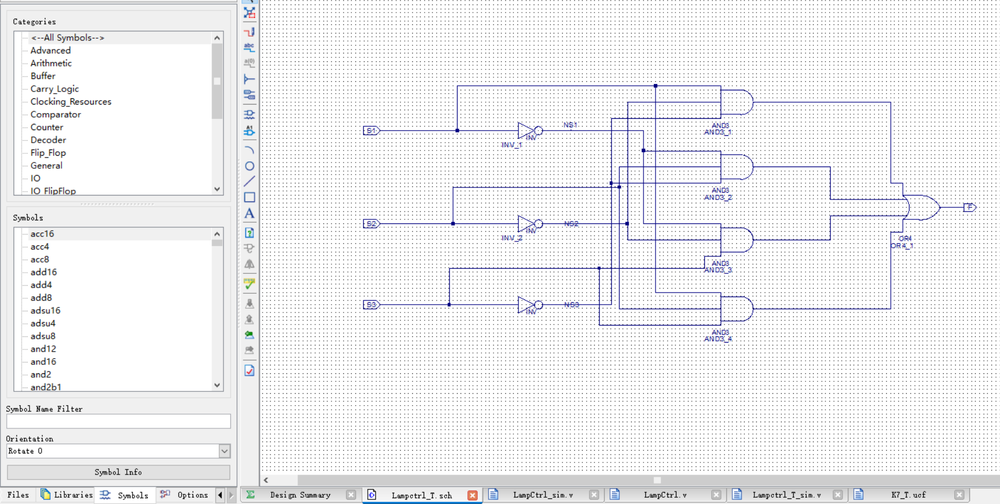 Categories
<--All Symbols-->
Advanced
Arithmetic
Buffer
Carry_Logic
Clocking_Resources
Comparator
Counter
Decoder
Flip_Flop
General
IO
IO FlipFlop
Symbols
acc16
acc4
acc8
add16
add4
add8
adsu16
adsu4
adsu8
and12
and16
and2
and2b1
Symbol Name Filter
Orientation
Rotate 0
Symbol Info
Files
Libraries
Symbols
Options
abc
a(0)
A1
A
S1
INV
INV_1
NS1
S2
INV
INV_2
NS2
S3
INV
NS3
AND3
AND3_1
AND3
AND3_2
AND3
AND3_3
AND3
AND3_4
OR4
OR4_1
F
Design Summary
Lampctrl_T.sch
LampCtrl_sim.v
LampCtrl.v
Lampctrl_T_sim.v
K7_T.ucf